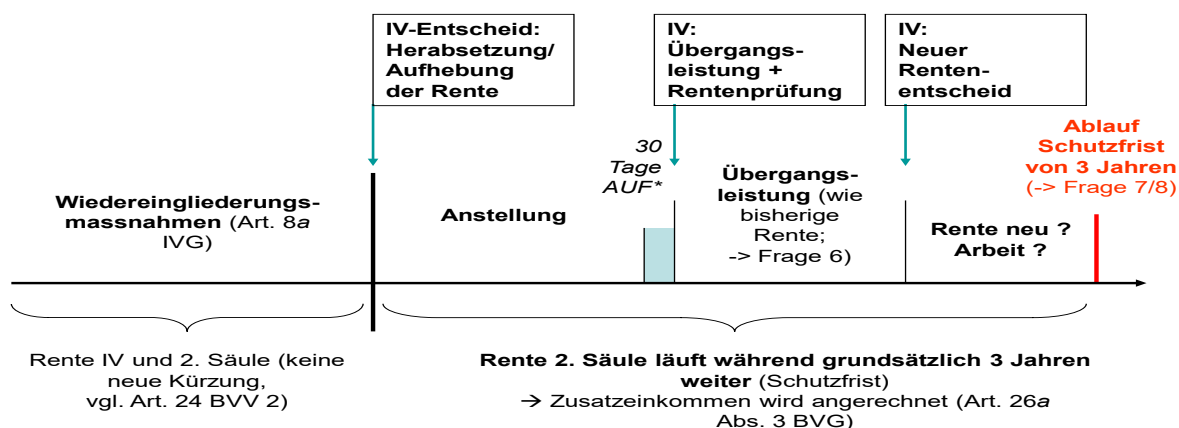 IV-Entscheid:
Herabsetzung/
Aufhebung
der Rente
IV:
Übergangs-
leistung +
Rentenprüfung
IV:
Neuer
Renten-
entscheid
Wiedereingliederungs-
massnahmen (Art. 8a
IVG)
Anstellung
30
Tage
AUF*
Übergangs-
leistung (wie
bisherige
Rente;
-> Frage 6)
Rente neu ?
Arbeit ?
Ablauf
Schutzfrist
von 3 Jahren
(-> Frage 7/8)
Rente IV und 2. Säule (keine
neue Kürzung,
vgl. Art. 24 BVV 2)
Rente 2. Säule läuft während grundsätzlich 3 Jahren
weiter (Schutzfrist)
→ Zusatzeinkommen wird angerechnet (Art. 26a
Abs. 3 BVG)